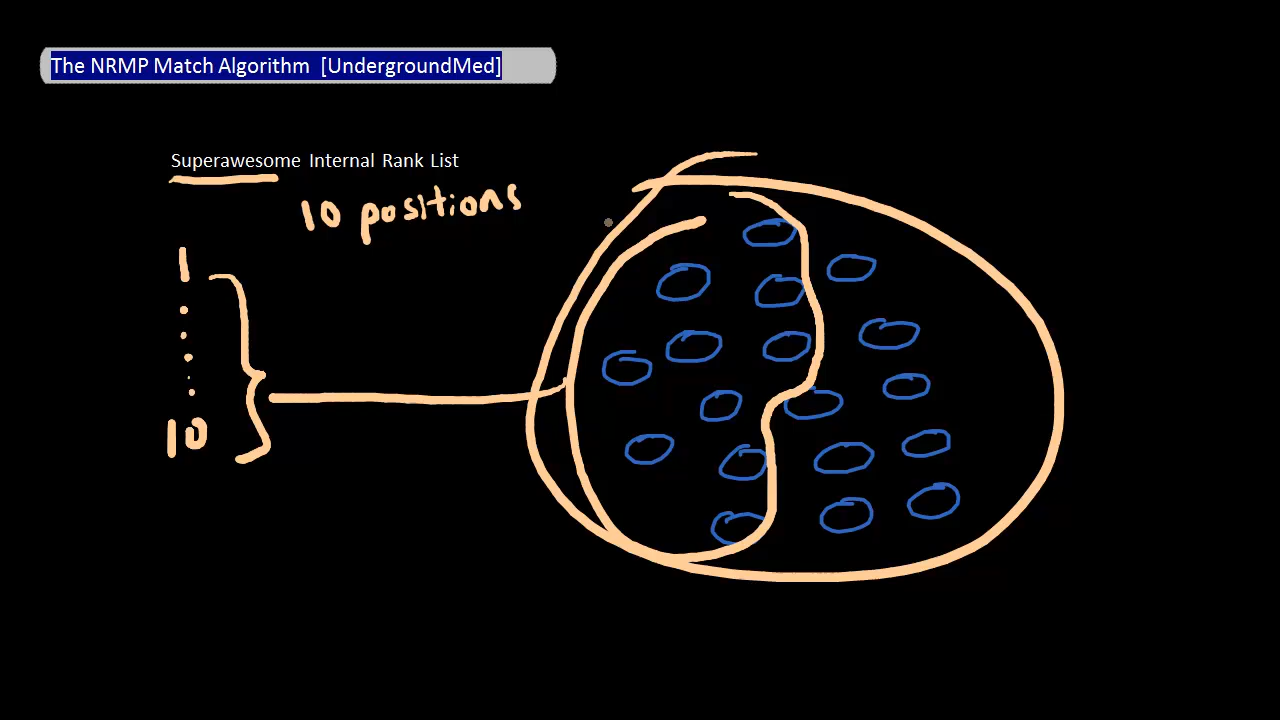 The NRMP Match Algorithm [UndergroundMed]
Superawesome Internal Rank List
10 positions
1
10